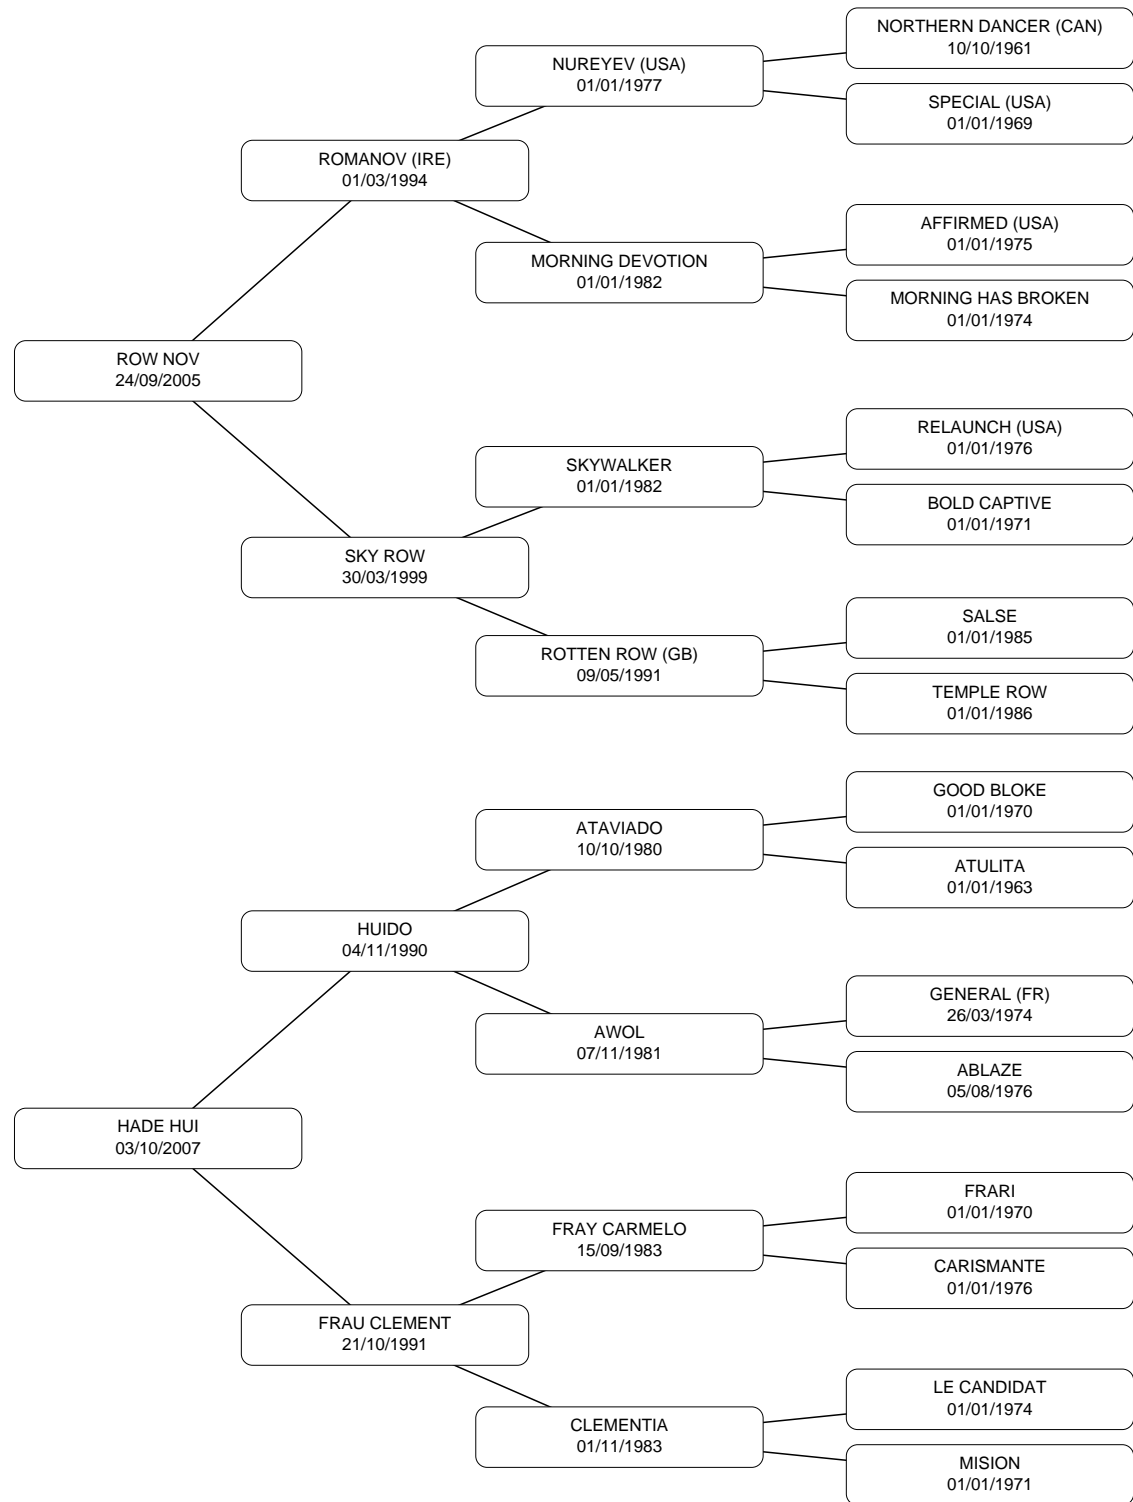 NORTHERN DANCER (CAN)
10/10/1961
NUREYEV (USA)
01/01/1977
SPECIAL (USA)
01/01/1969
ROMANOV (IRE)
01/03/1994
AFFIRMED (USA)
01/01/1975
MORNING DEVOTION
01/01/1982
MORNING HAS BROKEN
01/01/1974
ROW NOV
24/09/2005
RELAUNCH (USA)
01/01/1976
SKYWALKER
01/01/1982
BOLD CAPTIVE
01/01/1971
SKY ROW
30/03/1999
SALSE
01/01/1985
ROTTEN ROW (GB)
09/05/1991
TEMPLE ROW
01/01/1986
GOOD BLOKE
01/01/1970
ATAVIADO
10/10/1980
ATULITA
01/01/1963
HUIDO
04/11/1990
GENERAL (FR)
26/03/1974
AWOL
07/11/1981
ABLAZE
05/08/1976
HADE HUI
03/10/2007
FRARI
01/01/1970
FRAY CARMELO
15/09/1983
CARISMANTE
01/01/1976
FRAU CLEMENT
21/10/1991
LE CANDIDAT
01/01/1974
CLEMENTIA
01/11/1983
MISION
01/01/1971